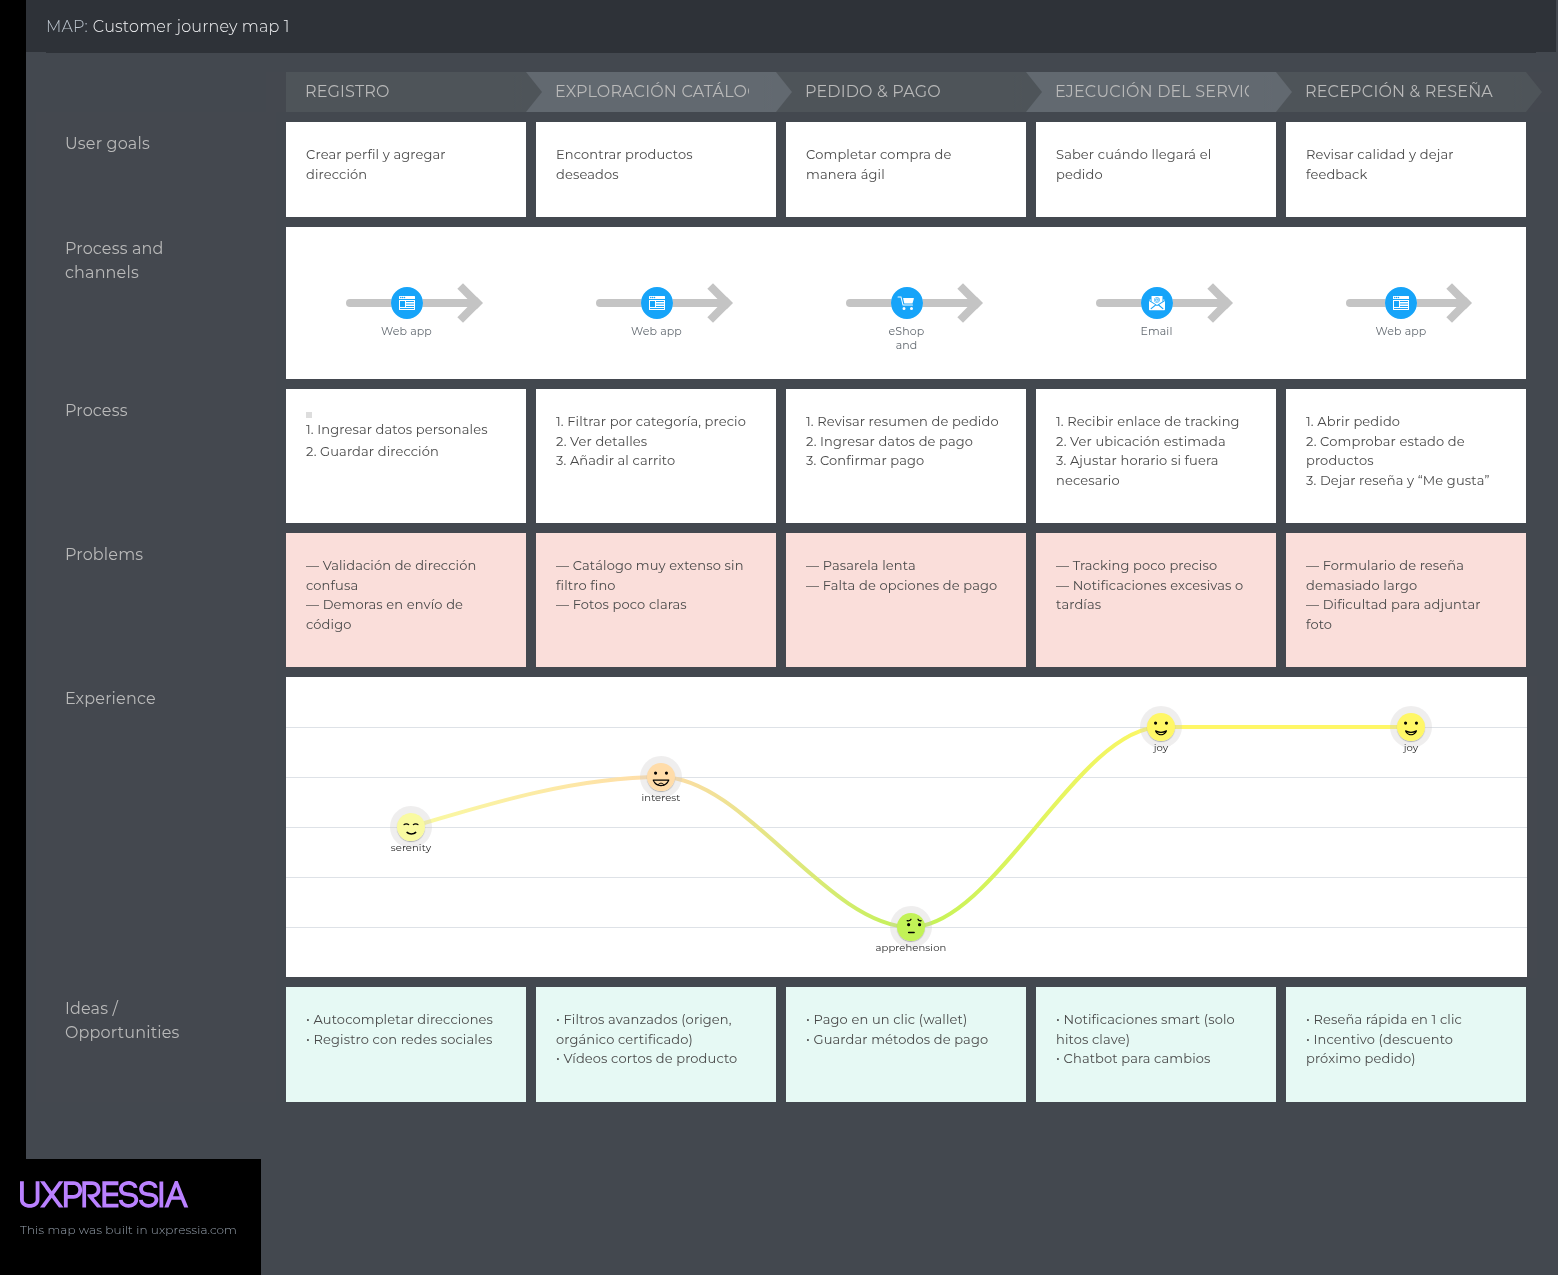 MAP: Customer journey map 1
REGISTRO
EXPLORACIÓN CATÁLO
PEDIDO & PAGO
EJECUCIÓN DEL SERVI
RECEPCIÓN & RESEÑA
User goals
Crear perfil y agregar
dirección
Encontrar productos
deseados
Completar compra de
manera ágil
Saber cuándo llegará el
pedido
Revisar calidad y dejar
feedback
Process and
channels
Web app
Web app
eShop
and
Email
Web app
Process
1. Ingresar datos personales
2. Guardar dirección
1. Filtrar por categoría, precio
2. Ver detalles
3. Añadir al carrito
1. Revisar resumen de pedido
2. Ingresar datos de pago
3. Confirmar pago
1. Recibir enlace de tracking
2. Ver ubicación estimada
3. Ajustar horario si fuera
necesario
1. Abrir pedido
2. Comprobar estado de
productos
3. Dejar reseña y “Me gusta”
Problems
— Validación de dirección
confusa
— Demoras en envío de
código
— Catálogo muy extenso sin
filtro fino
— Fotos poco claras
— Pasarela lenta
— Falta de opciones de pago
— Tracking poco preciso
— Notificaciones excesivas o
tardías
— Formulario de reseña
demasiado largo
— Dificultad para adjuntar
foto
Experience
serenity
interest
apprehension
joy
joy
Ideas /
Opportunities
• Autocompletar direcciones
• Registro con redes sociales
• Filtros avanzados (origen,
orgánico certificado)
• Vídeos cortos de producto
• Pago en un clic (wallet)
• Guardar métodos de pago
• Notificaciones smart (solo
hitos clave)
• Chatbot para cambios
• Reseña rápida en 1 clic
• Incentivo (descuento
próximo pedido)
UXPRESSIA
This map was built in uxpressia.com